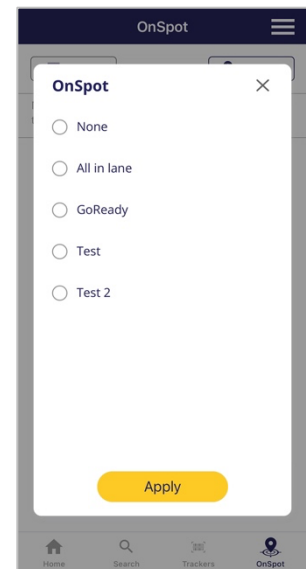 OnSpot
OnSpot
None
All in lane
GoReady
Test
Test 2
Apply
Home
Search
Trackers
OnSpot